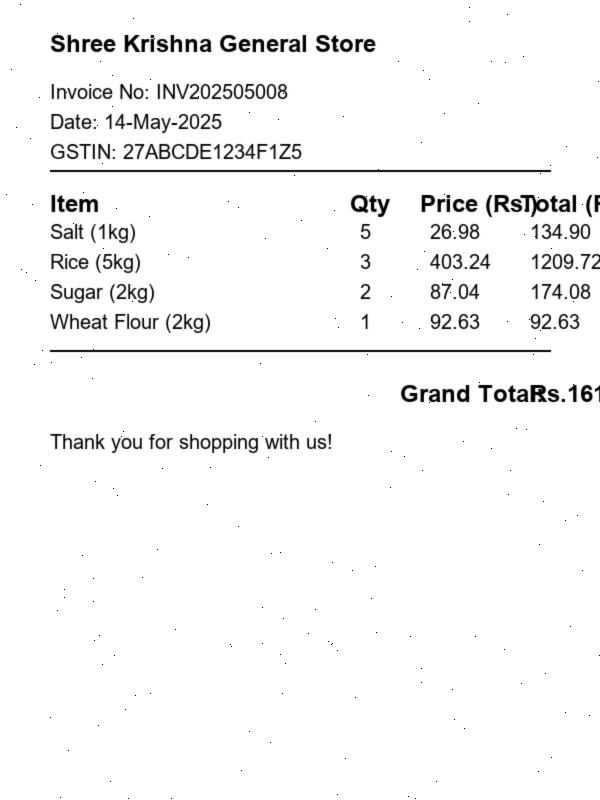 Shree Krishna General Store
Invoice No: INV202505008
Date: 14-May-2025
GSTIN: 27ABCDE1234F1Z5
Item Qty Price (Rs.) Total
Salt (1kg) 5 26.98 134.90
Rice (5kg) 3 403.24 1209.72
Sugar (2kg) 2 87.04 174.08
Wheat Flour (2kg) 1 92.63 92.63
Grand Total Rs.161
Thank you for shopping with us!